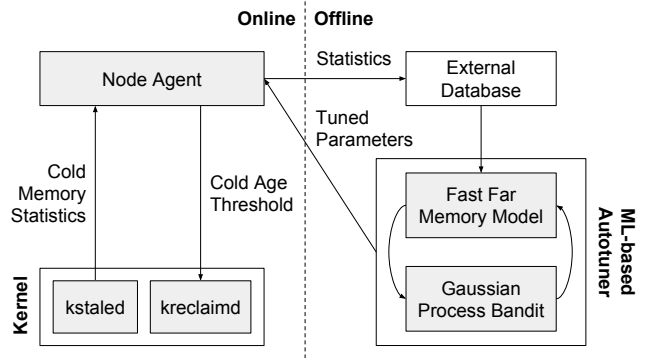 Online
Offline
Node Agent
Statistics
External
Database
Tuned
Parameters
Cold
Memory
Statistics
Cold Age
Threshold
Fast Far
Memory Model
Gaussian
Process Bandit
ML-based
Autotuner
Kernel
kstaled
kreclaimd